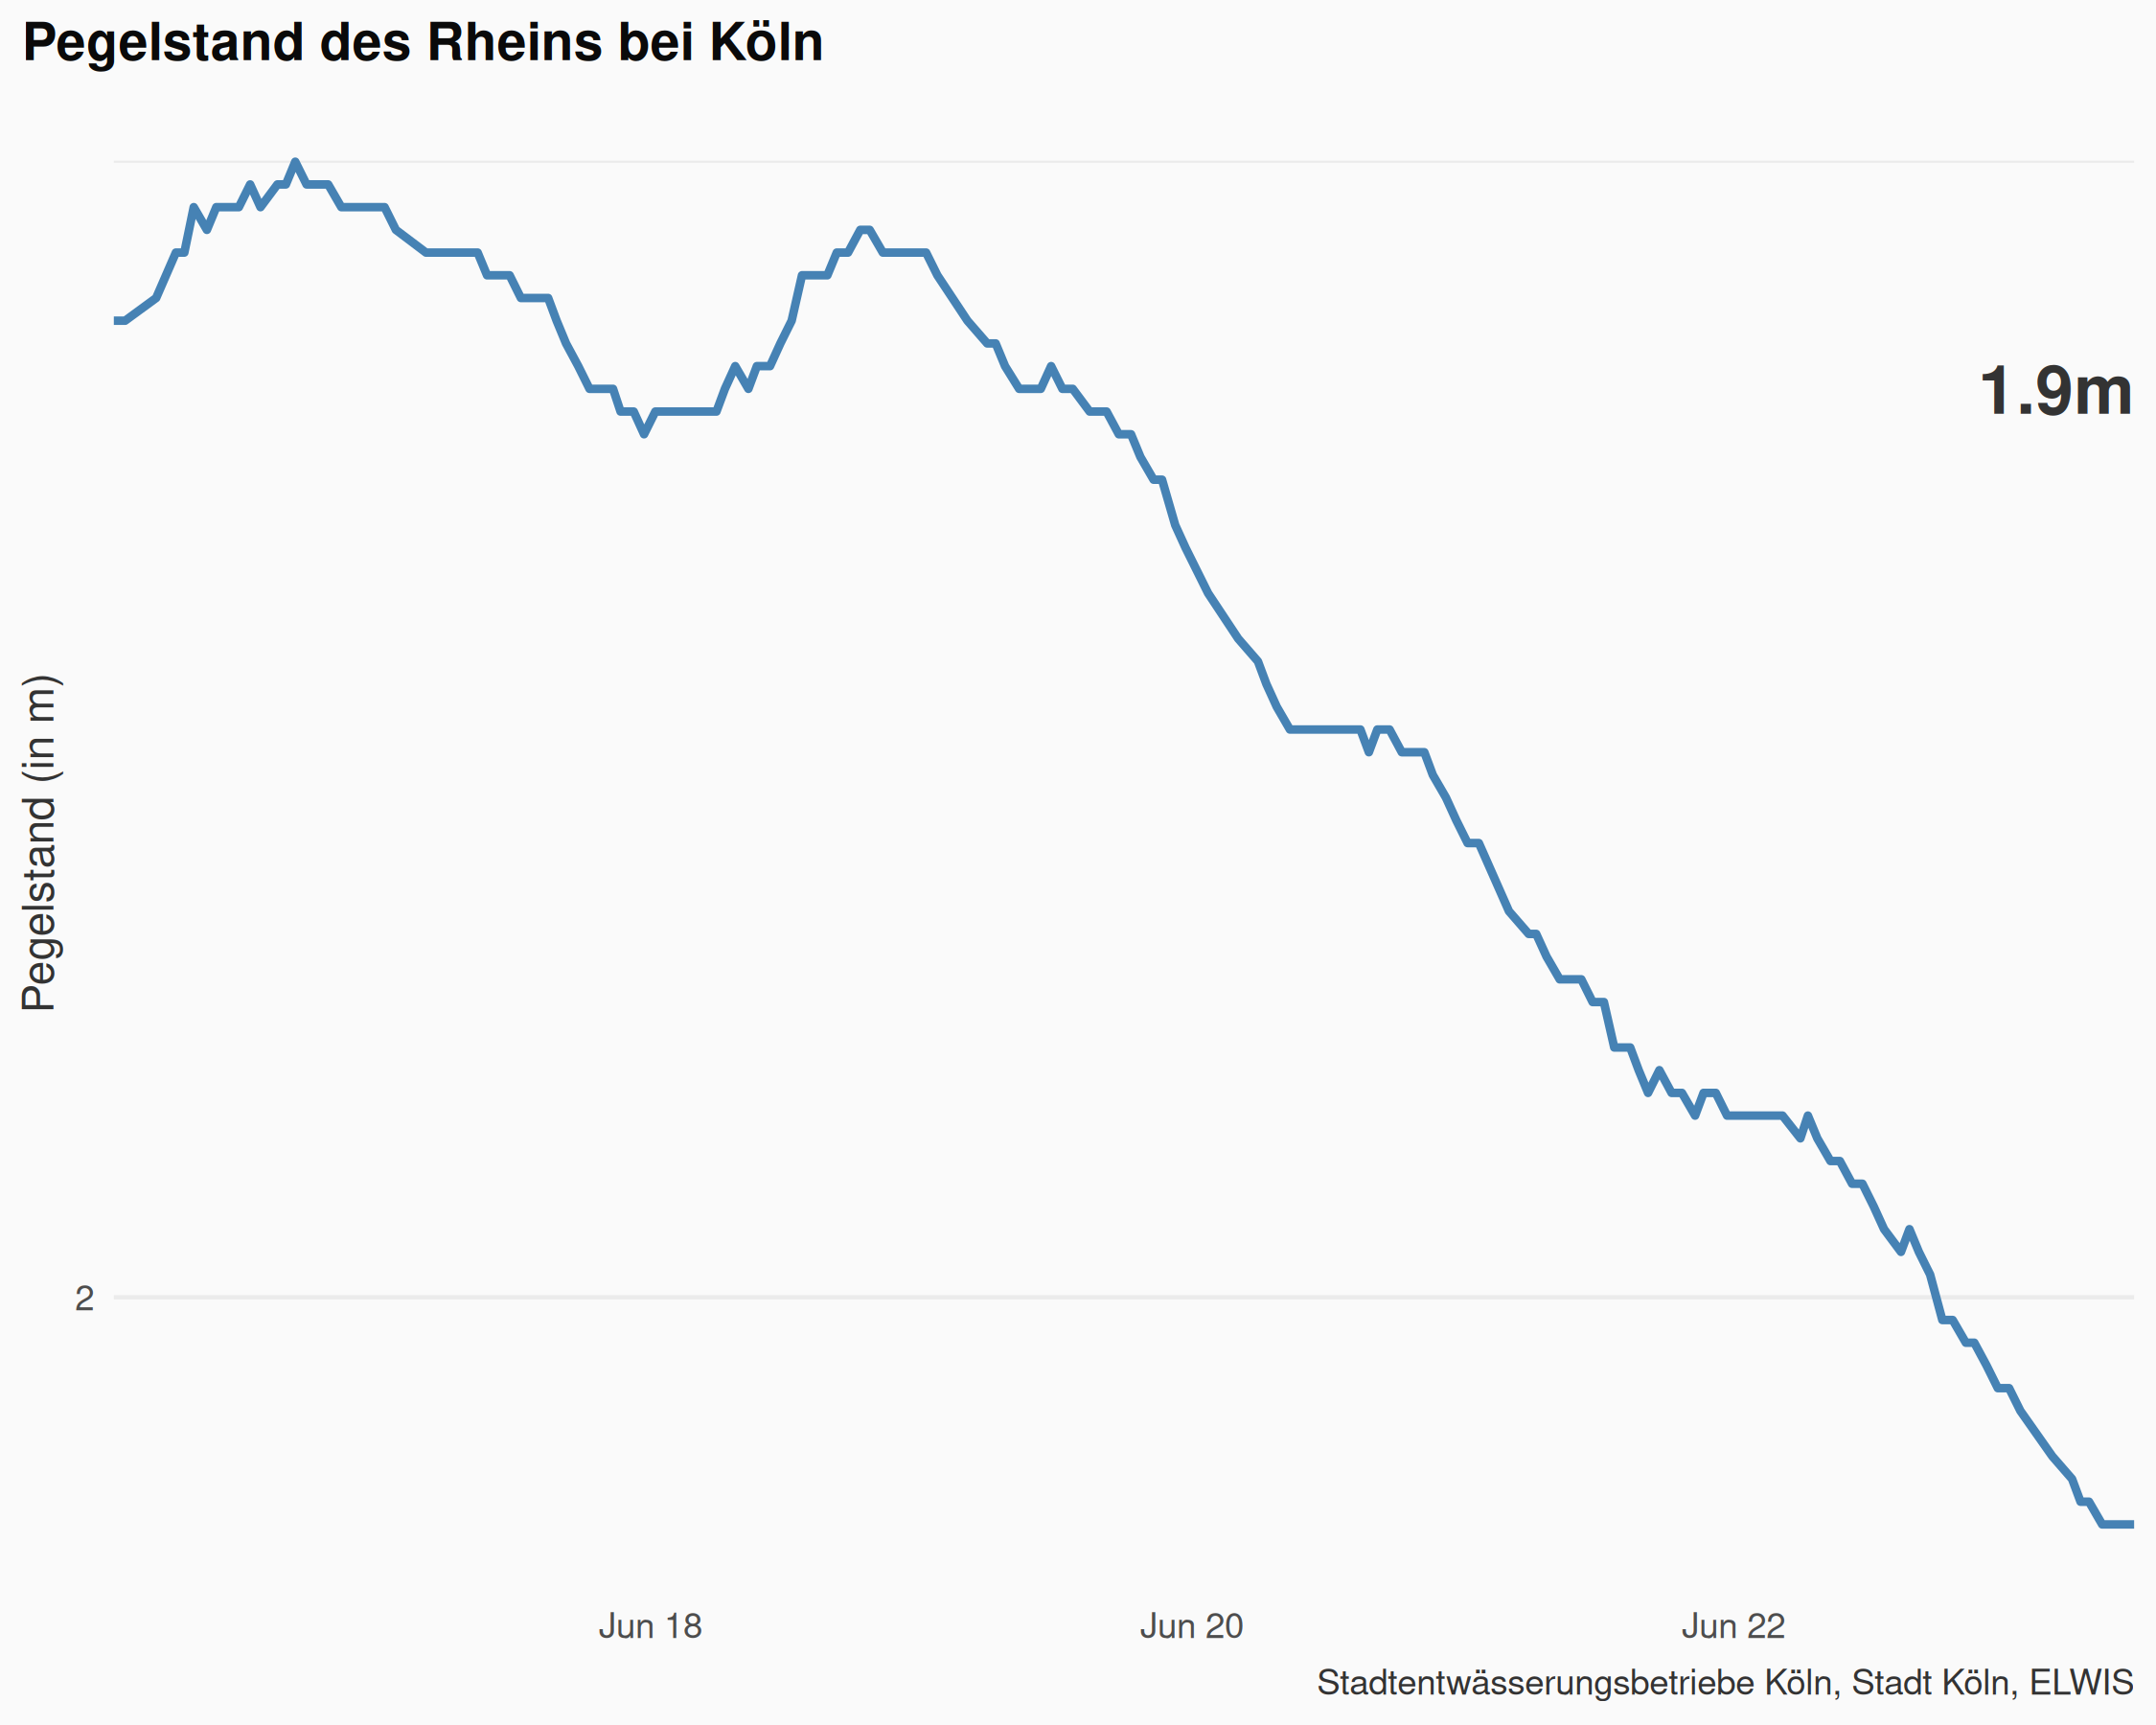 Pegelstand des Rheins bei Köln
1.9m
Pegelstand (in m)
2
Jun 18
Jun 20
Jun 22
Stadtentwässerungsbetriebe Köln, Stadt Köln, ELWIS